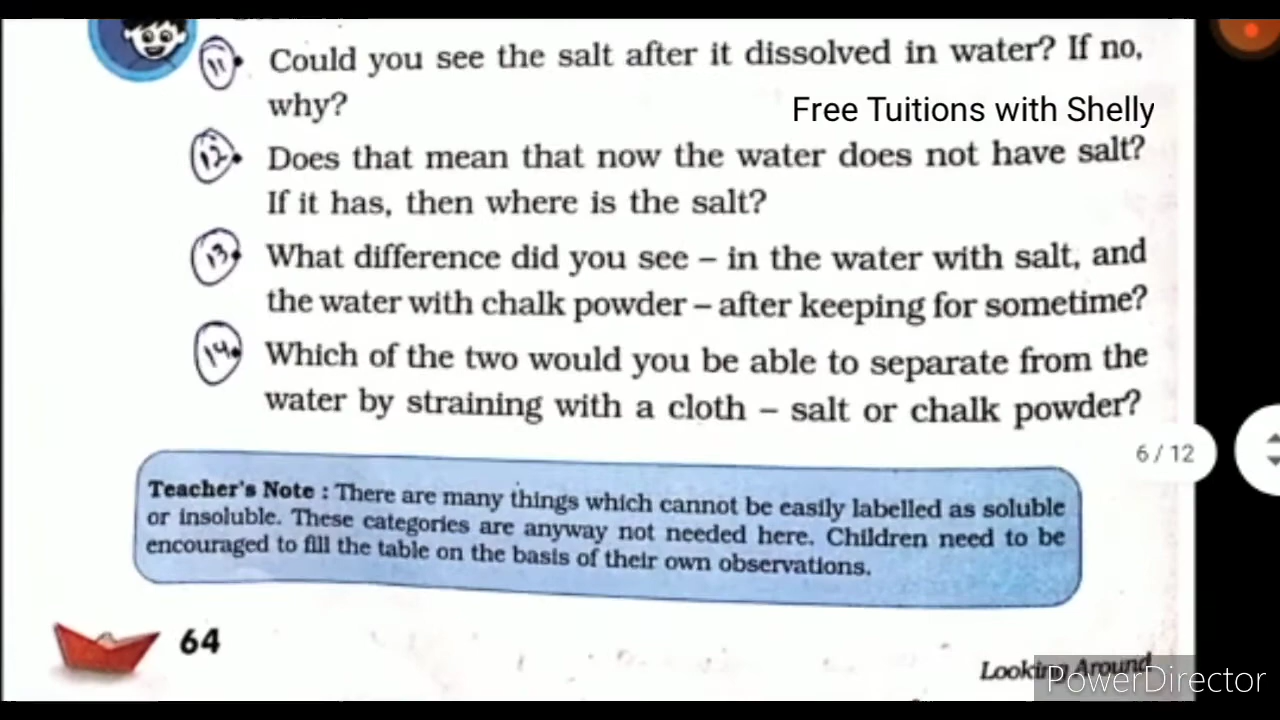 11. Could you see the salt after it dissolved in water? If no,
why?
Free Tuitions with Shelly
12. Does that mean that now the water does not have salt?
If it has, then where is the salt?
13. What difference did you see – in the water with salt, and
the water with chalk powder – after keeping for sometime?
14. Which of the two would you be able to separate from the
water by straining with a cloth – salt or chalk powder?
6 / 12
Teacher's Note : There are many things which cannot be easily labelled as soluble
or insoluble. These categories are anyway not needed here. Children need to be
encouraged to fill the table on the basis of their own observations.
64
Looking Around
PowerDirector